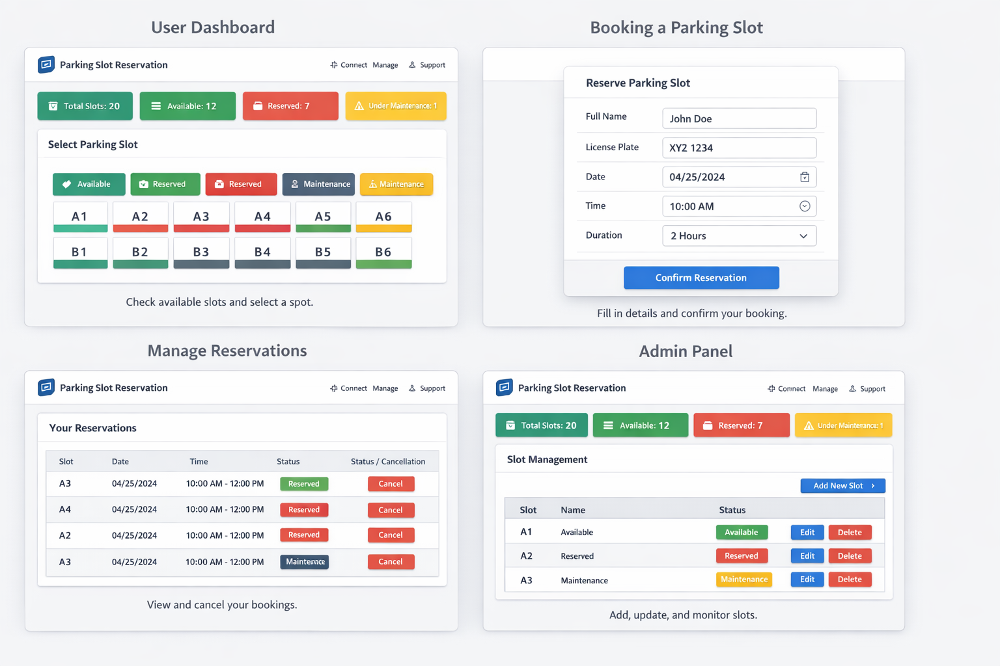 User Dashboard
Parking Slot Reservation
Connect Manage Support
Total Slots: 20
Available: 12
Reserved: 7
Under Maintenance: 1
Select Parking Slot
Available Reserved Reserved Maintenance Maintenance
A1 A2 A3 A4 A5 A6
B1 B2 B3 B4 B5 B6
Check available slots and select a spot.
Booking a Parking Slot
Reserve Parking Slot
Full Name John Doe
License Plate XY2 1234
Date 04/25/2024
Time 10:00 AM
Duration 2 Hours
Confirm Reservation
Fill in details and confirm your booking.
Manage Reservations
Parking Slot Reservation
Connect Manage Support
Your Reservations
Slot Date Time Status Status / Cancellation
A3 04/25/2024 10:00 AM - 12:00 PM Reserved Cancel
A4 04/25/2024 10:00 AM - 12:00 PM Reserved Cancel
A2 04/25/2024 10:00 AM - 12:00 PM Reserved Cancel
A3 04/25/2024 10:00 AM - 12:00 PM Cancel
View and cancel your bookings.
Admin Panel
Parking Slot Reservation
Connect Manage Support
Total Slots: 20
Available: 12
Reserved: 7
Under Maintenance: 1
Slot Management
Add New Slot
Slot Name Status
A1 Available Available Edit Delete
A2 Reserved Reserved Edit Delete
A3 Maintenance Maintenance Edit Delete
Add, update, and monitor slots.